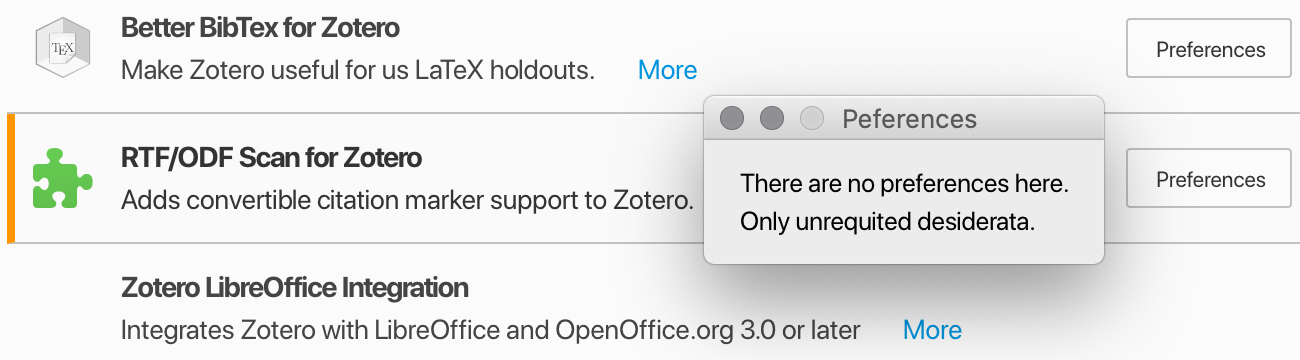 Better BibTex for Zotero
Preferences
TEX
Make Zotero useful for us LaTeX holdouts. More
Peferences
RTF/ODF Scan for Zotero
Preferences
Adds convertible citation marker support to Zotero.
There are no preferences here.
Only unrequited desiderata.
Zotero LibreOffice Integration
Integrates Zotero with LibreOffice and OpenOffice.org 3.0 or later More